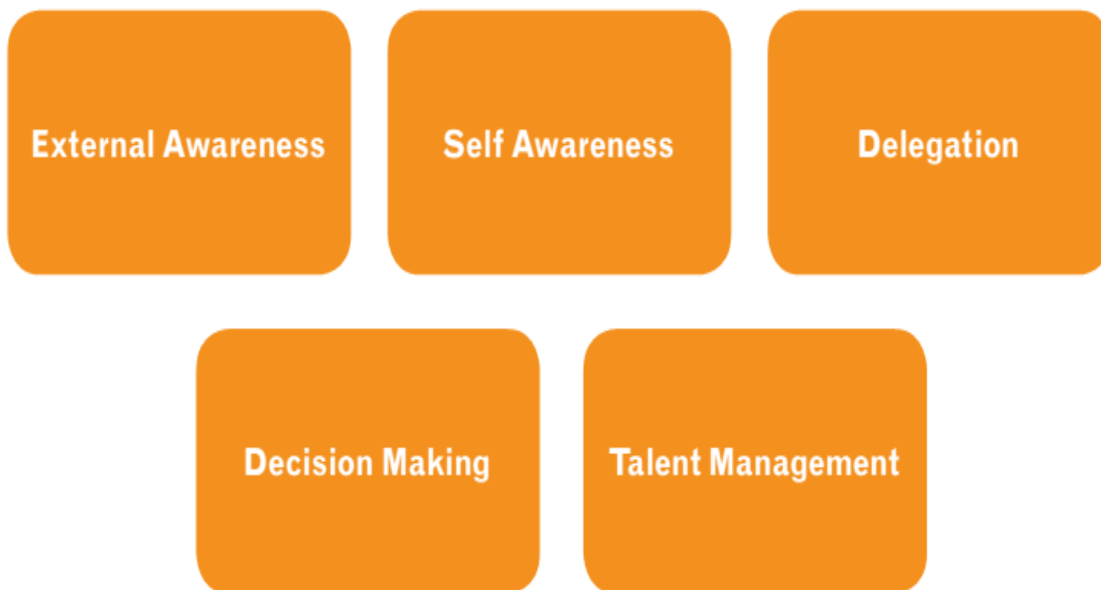 External Awareness
Self Awareness
Delegation
Decision Making
Talent Management